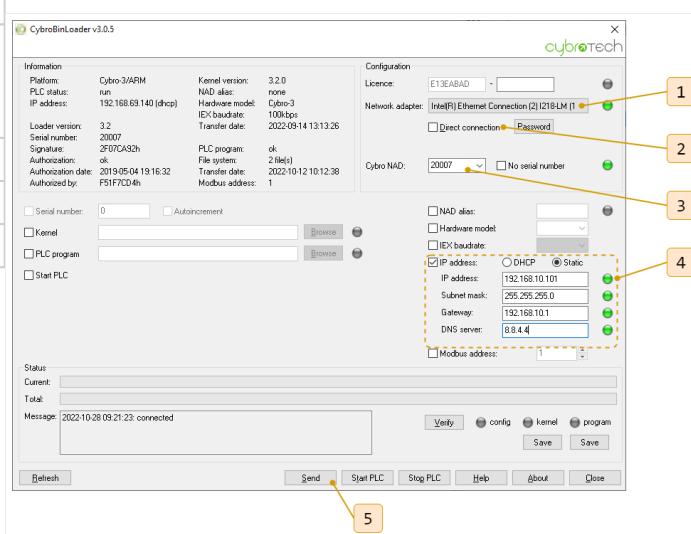 CybroBinLoader v3.0.5
cybrotech
Information
Platform: Cybro-3/ARM Kernel version: 3.2.0
PLC status: run NAD alias: none
IP address: 192.168.69.140 (dhcp) Hardware model: Cybro-3
IEX baudrate: 100kbps
Loader version: 3.2 Transfer date: 2022-09-14 13:13:26
Serial number: 20007
Signature: 2F07CA92h PLC program: ok
Authorization: ok File system: 2 file(s)
Authorization date: 2019-05-04 19:16:32 Transfer date: 2022-10-12 10:12:38
Authorized by: F51F7CD4h Modbus address: 1
Configuration
Licence: E13EABAD -
Network adapter: Intel(R) Ethernet Connection (2) I218-LM (1
Direct connection Password
Cybro NAD: 20007 No serial number
1
2
3
4
Serial number: 0 Autoincrement
Kernel Browse
PLC program Browse
Start PLC
NAD alias:
Hardware model:
IEX baudrate:
IP address: DHCP Static
IP address: 192.168.10.101
Subnet mask: 255.255.255.0
Gateway: 192.168.10.1
DNS server: 8.8.4.4
Modbus address: 1
Status
Current:
Total:
Message: 2022-10-28 09:21:23: connected
Verify config kernel program
Save Save
Refresh Send Start PLC Stop PLC Help About Close
5